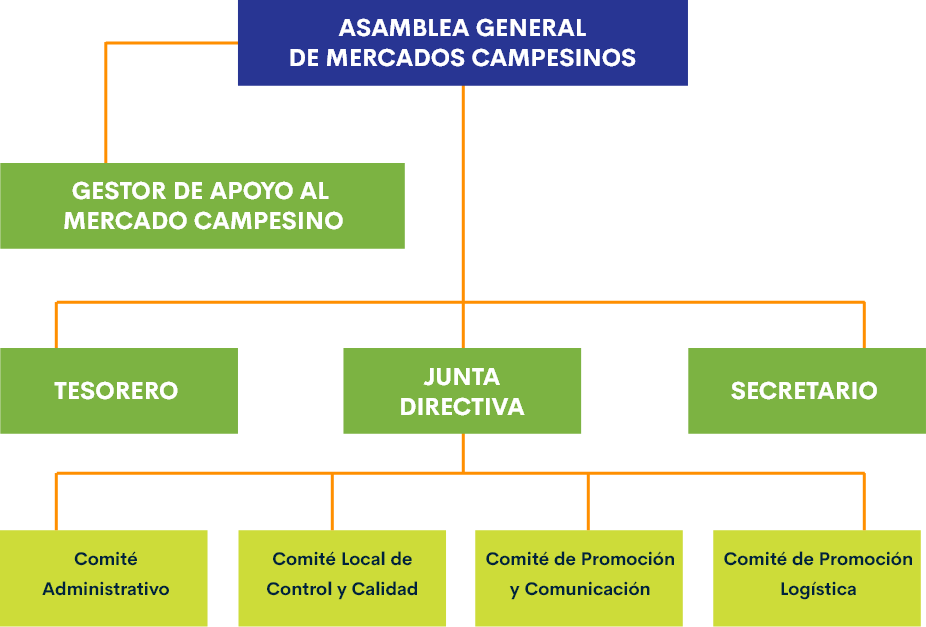 ASAMBLEA GENERAL
DE MERCADOS CAMPESINOS
GESTOR DE APOYO AL
MERCADO CAMPESINO
TESORERO
JUNTA
DIRECTIVA
SECRETARIO
Comité
Administrativo
Comité Local de
Control y Calidad
Comité de Promoción
y Comunicación
Comité de Promoción
Logística